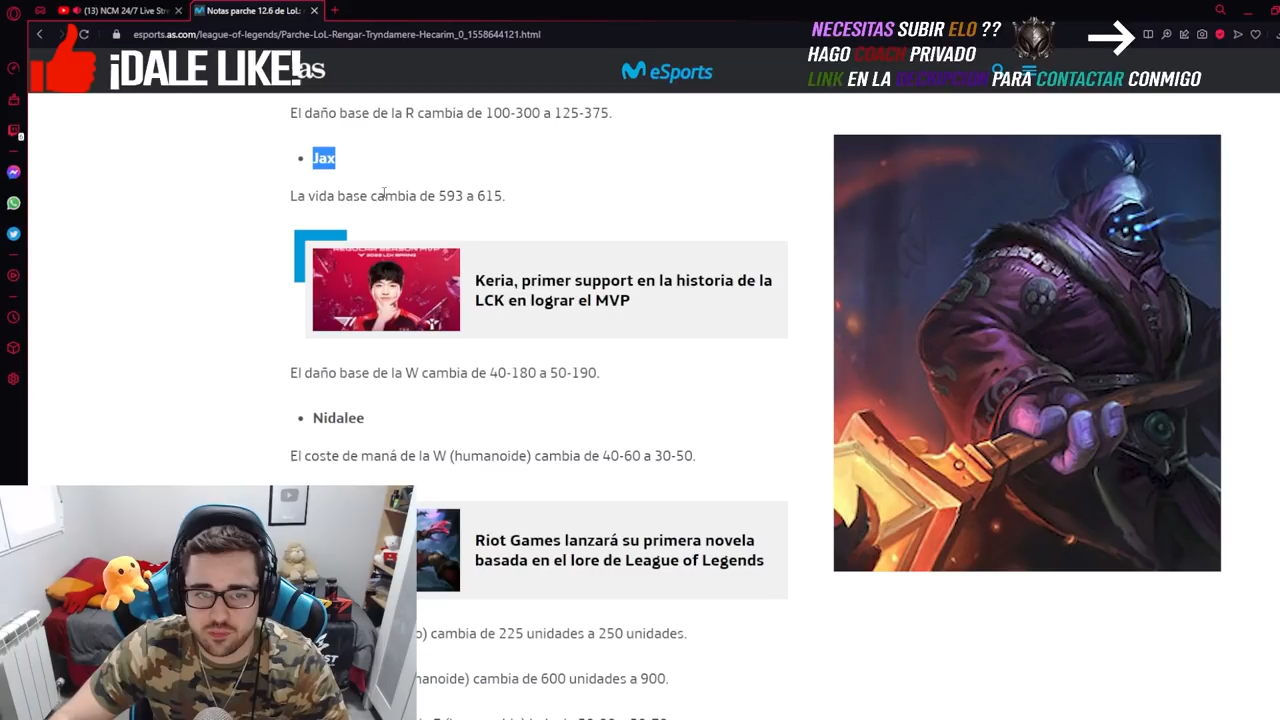 (13) NCM 24/7 Live Stre
Notas parche 12.6 de LoL:
esports.as.com/league-of-legends/Parche-LoL-Rengar-Tryndamere-Hecarim_0_1558644121.html
¡DALE LIKE!
as
eSports
NECESITAS SUBIR ELO ??
HAGO COACH PRIVADO
LINK EN LA DESCRIPCION PARA CONTACTAR CONMIGO
El daño base de la R cambia de 100-300 a 125-375.
• Jax
La vida base cambia de 593 a 615.
Keria, primer support en la historia de la
LCK en lograr el MVP
El daño base de la W cambia de 40-180 a 50-190.
• Nidalee
El coste de maná de la W (humanoide) cambia de 40-60 a 30-50.
Riot Games lanzará su primera novela
basada en el lore de League of Legends
o) cambia de 225 unidades a 250 unidades.
nanoide) cambia de 600 unidades a 900.